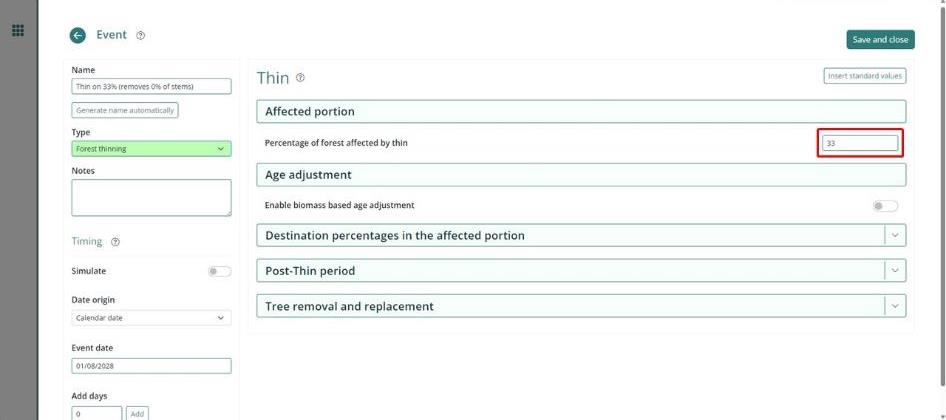 Event
Save and close
Name
Thin on 33% (removes 0% of stems)
Generate name automatically
Type
Forest thinning
Notes
Timing
Simulate
Date origin
Calendar date
Event date
01/08/2028
Add days
0
Add
Thin
Insert standard values
Affected portion
Percentage of forest affected by thin
33
Age adjustment
Enable biomass based age adjustment
Destination percentages in the affected portion
Post-Thin period
Tree removal and replacement